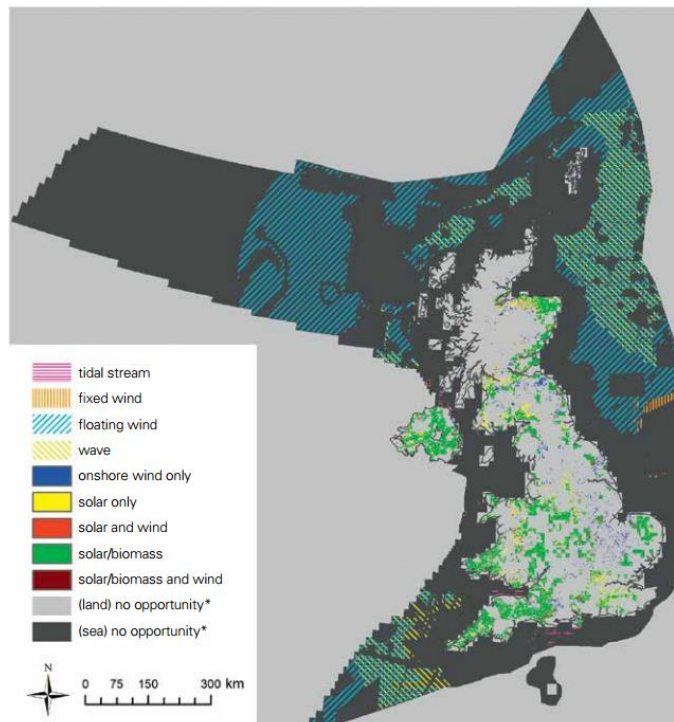 tidal stream
fixed wind
floating wind
wave
onshore wind only
solar only
solar and wind
solar/biomass
solar/biomass and wind
(land) no opportunity*
(sea) no opportunity*
N
0 75 150 300 km